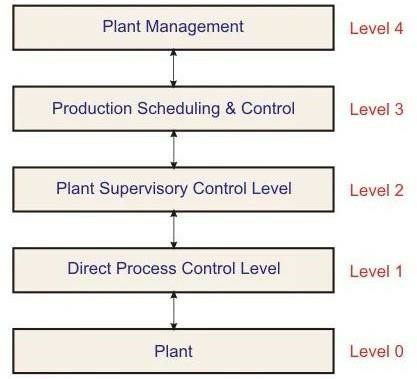 Plant Management Level 4
Production Scheduling & Control Level 3
Plant Supervisory Control Level Level 2
Direct Process Control Level Level 1
Plant Level 0